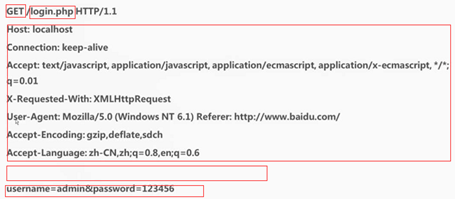 GET /login.php HTTP/1.1
Host: localhost
Connection: keep-alive
Accept: text/javascript, application/javascript, application/ecmascript, application/x-ecmascript, */*;
q=0.01
X-Requested-With: XMLHttpRequest
User-Agent: Mozilla/5.0 (Windows NT 6.1) Referer: http://www.baidu.com/
Accept-Encoding: gzip,deflate,sdch
Accept-Language: zh-CN,zh;q=0.8,en;q=0.6
username=admin&password=123456